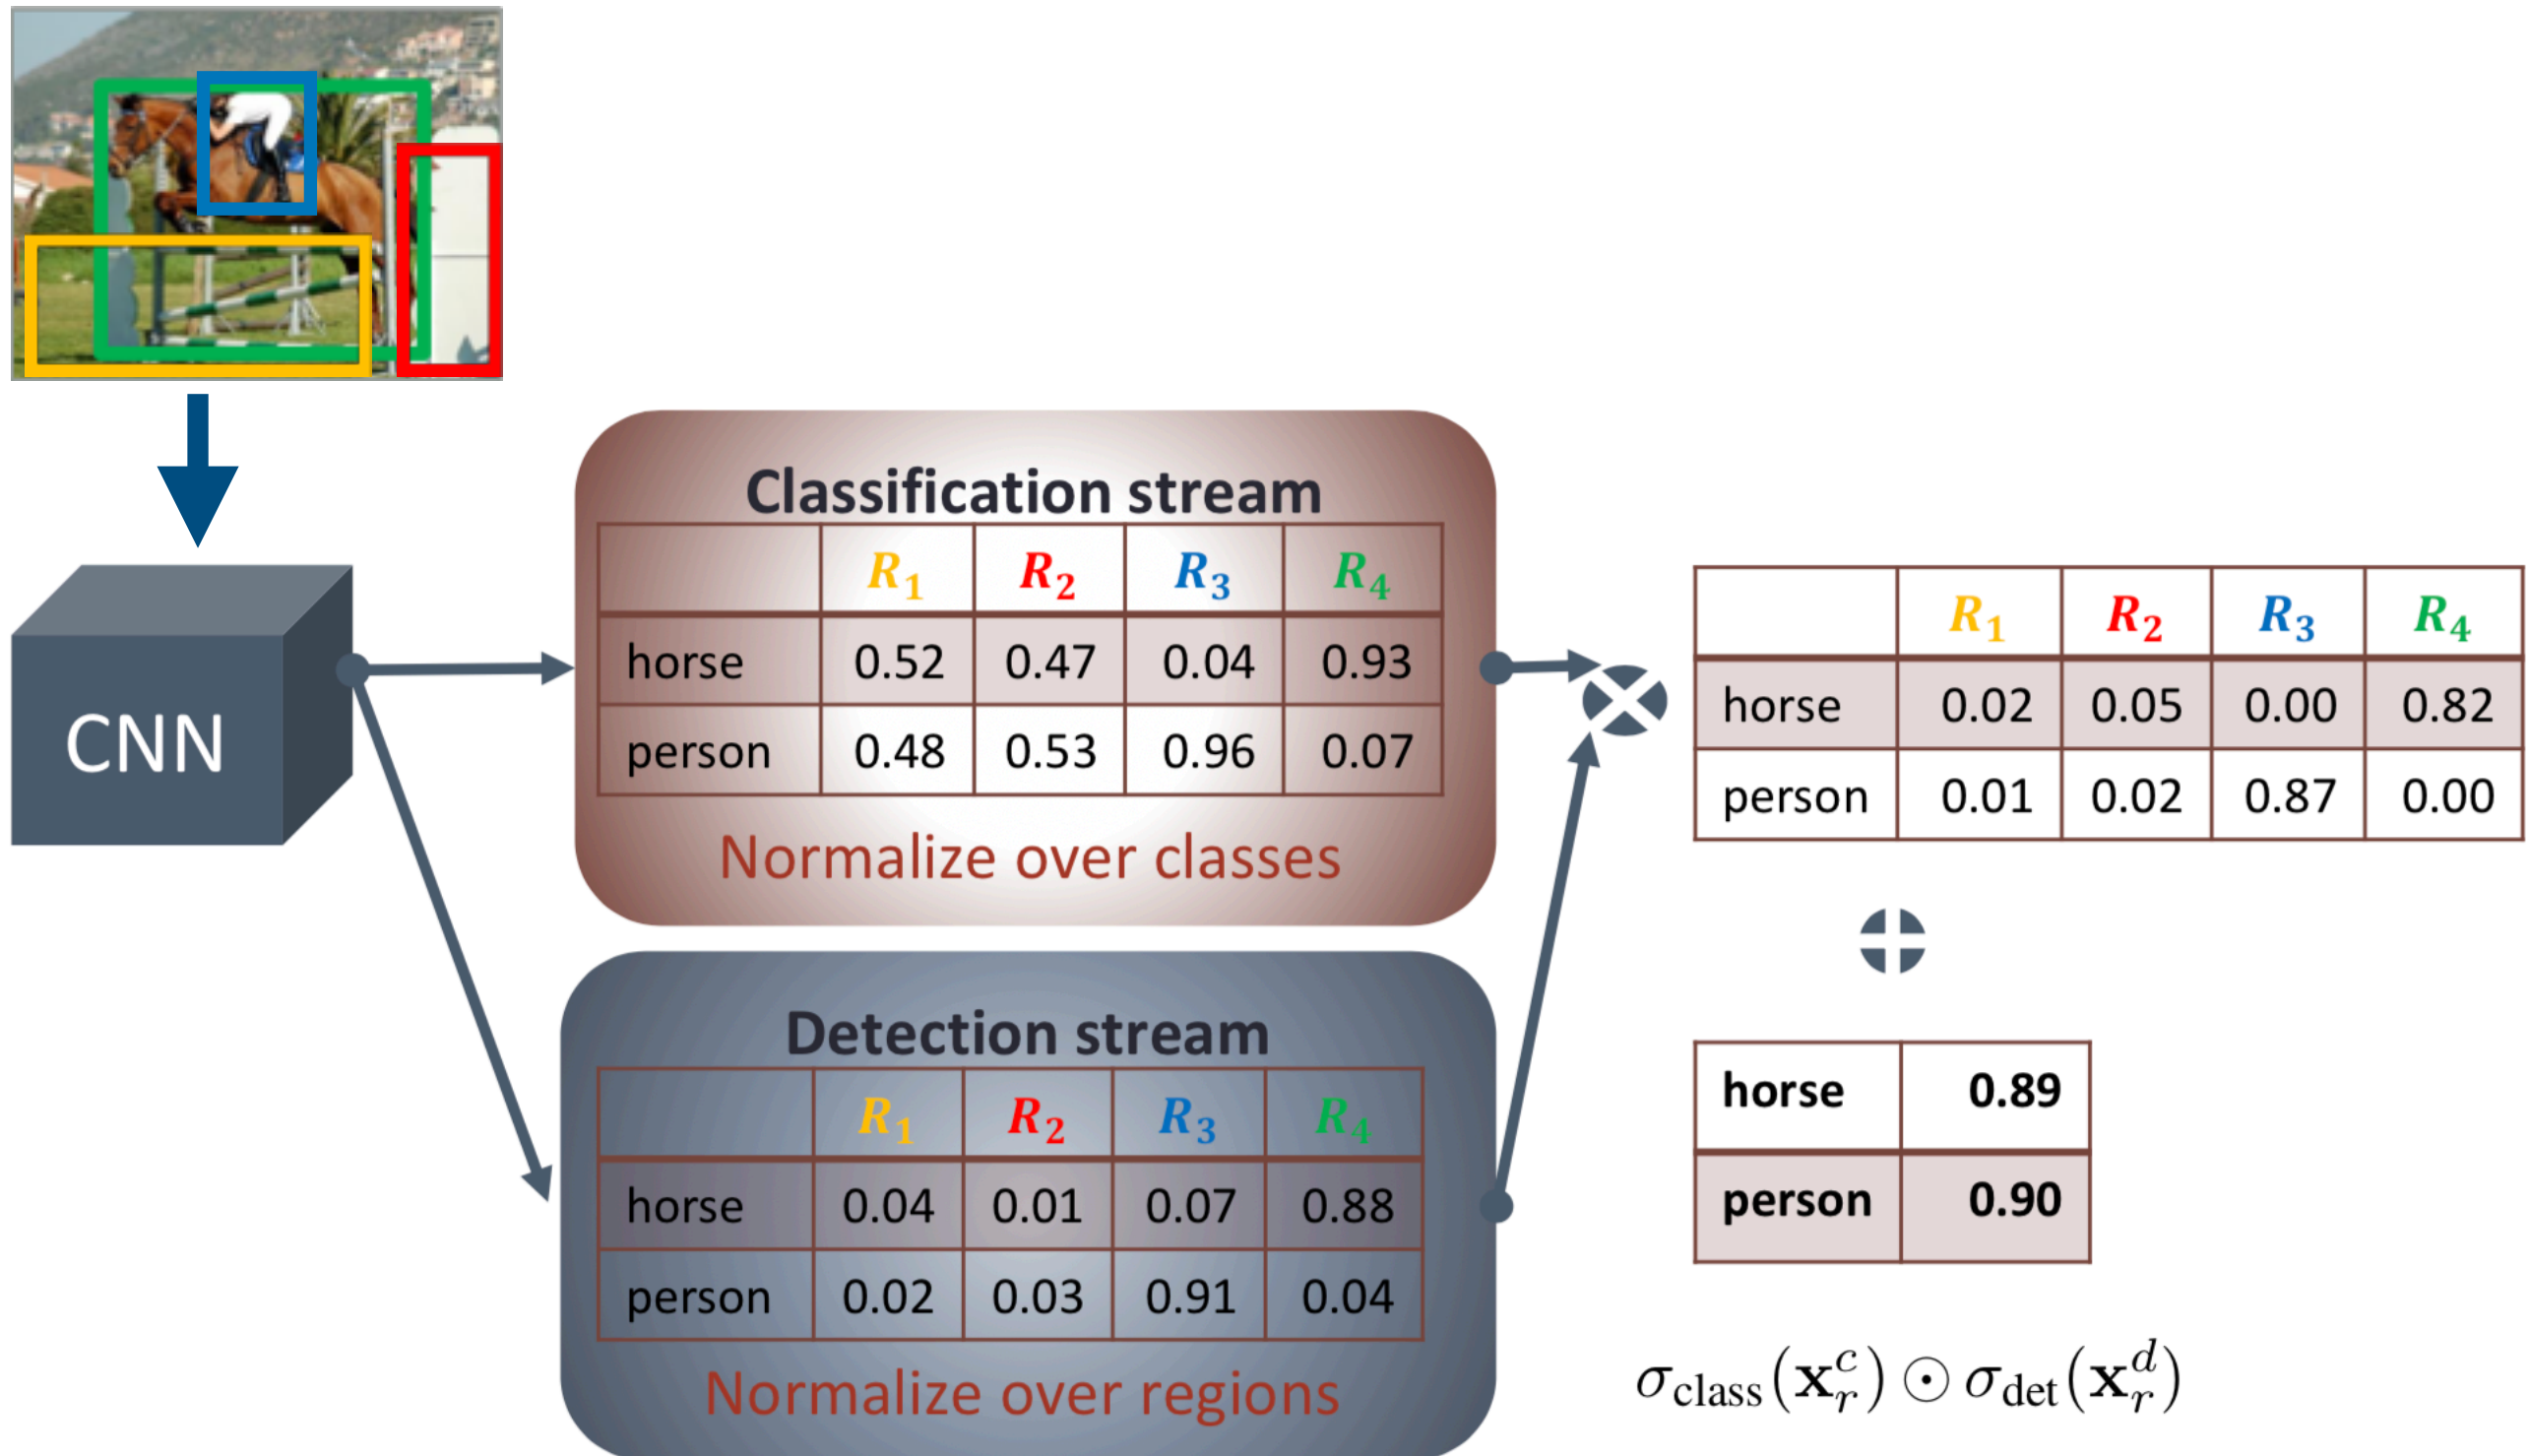 CNN
Classification stream
R1 R2 R3 R4
horse 0.52 0.47 0.04 0.93
person 0.48 0.53 0.96 0.07
Normalize over classes
Detection stream
R1 R2 R3 R4
horse 0.04 0.01 0.07 0.88
person 0.02 0.03 0.91 0.04
Normalize over regions
R1 R2 R3 R4
horse 0.02 0.05 0.00 0.82
person 0.01 0.02 0.87 0.00
horse 0.89
person 0.90
σ_class(x_r^c) ⊙ σ_det(x_r^d)